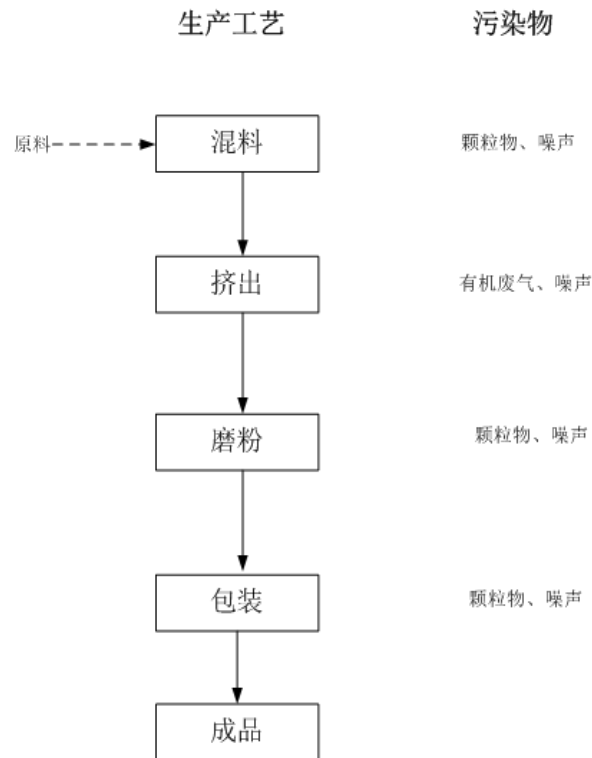 生产工艺 污染物
原料 混料 颗粒物、噪声
挤出 有机废气、噪声
磨粉 颗粒物、噪声
包装 颗粒物、噪声
成品